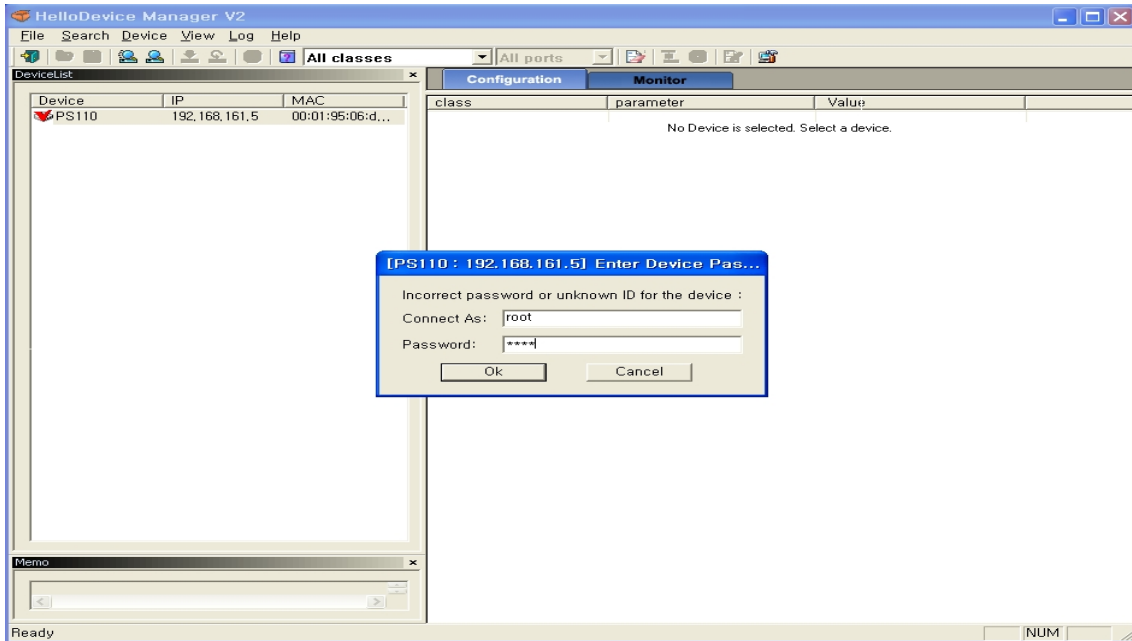 HelloDevice Manager V2
File Search Device View Log Help
All classes All ports
DeviceList
Configuration Monitor
Device IP MAC
class parameter Value
PS110 192,168,161,5 00:01:95:06:d...
No Device is selected. Select a device.
[PS110 : 192,168,161,5] Enter Device Pas...
Incorrect password or unknown ID for the device :
Connect As: root
Password: ****
Ok Cancel
Memo
Ready NUM